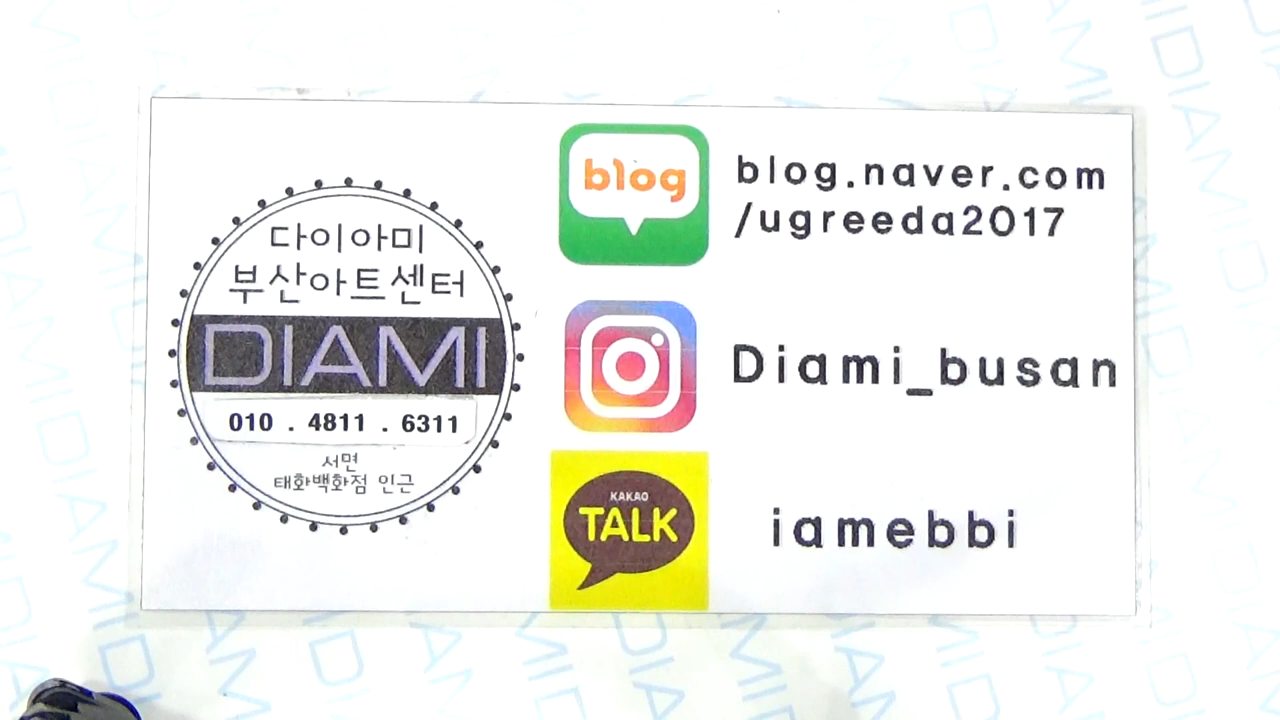 다이아미
부산아트센터
DIAMI
010 . 4811 . 6311
서면
태화백화점 인근
blog
blog.naver.com
/ugreeda2017
Diami_busan
KAKAO
TALK
iamebbi